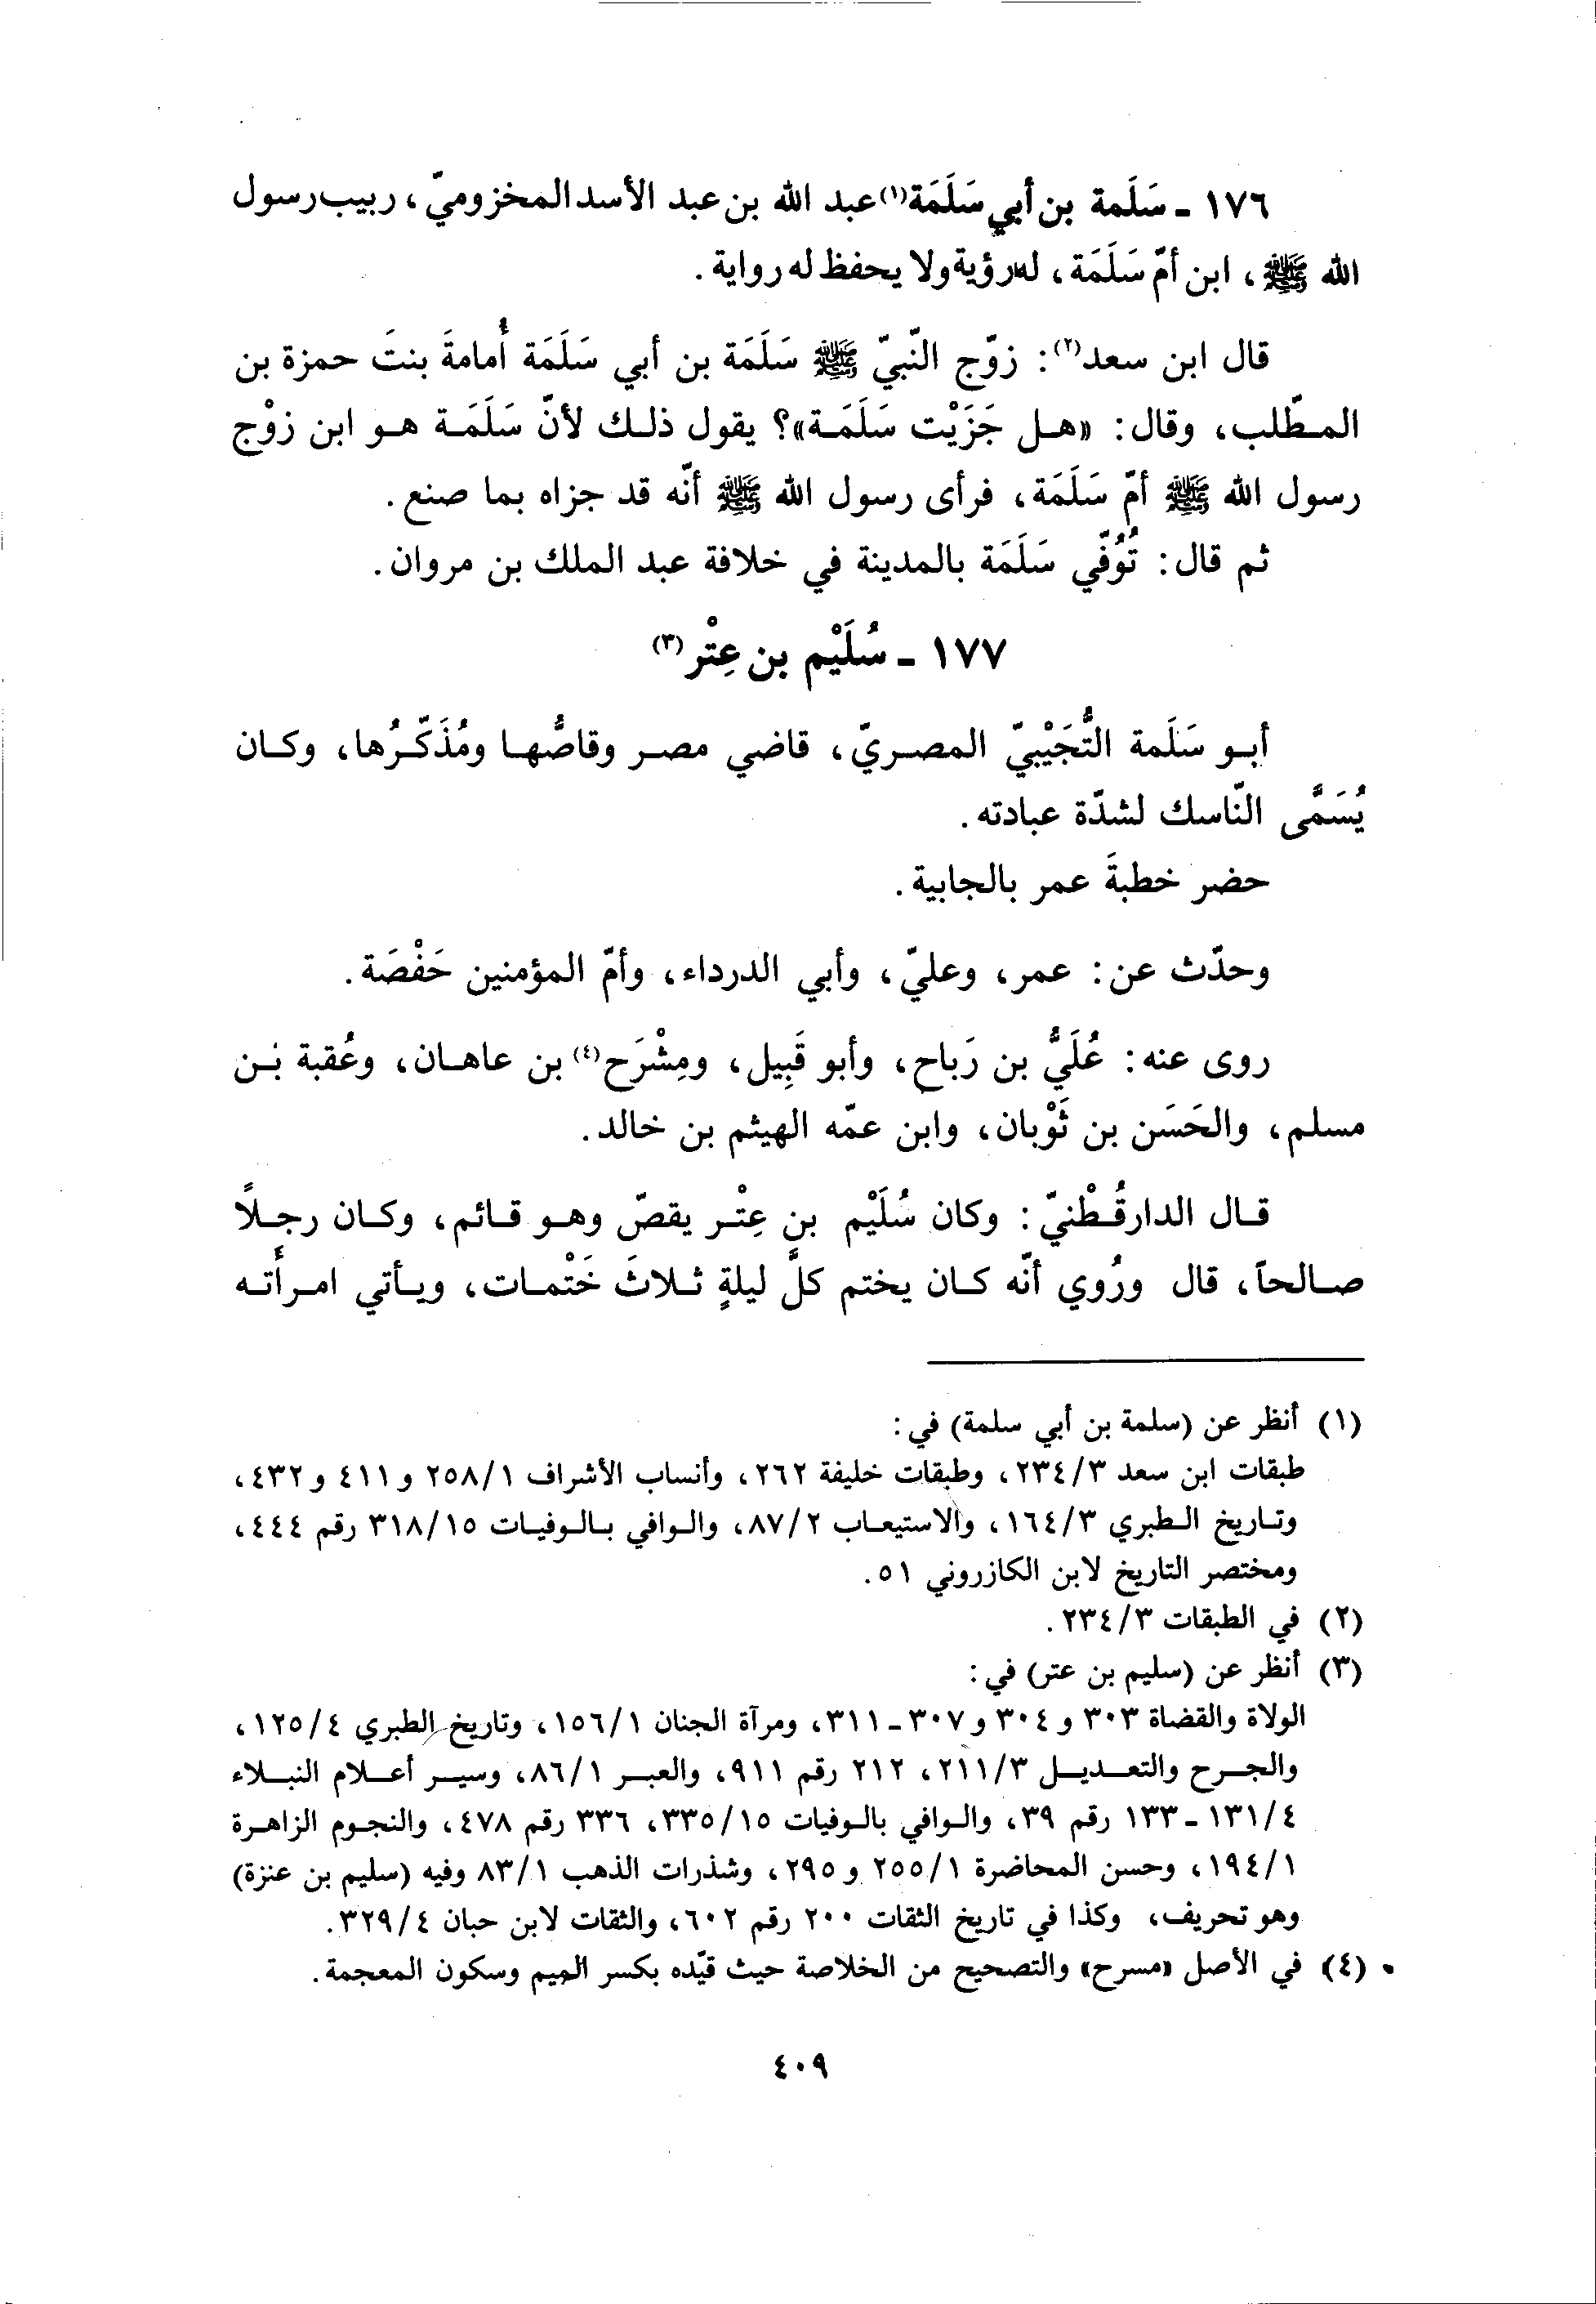 ١٧٦ - سَلَمة بن أبي سَلَمَة(١) عبد الله بن عبد الأسد المخزوميّ، ربيب رسول
الله ﷺ، ابن أمّ سَلَمَة، له رؤية ولا يحفظ له رواية.
قال ابن سعد(٢): زوّج النّبيّ ﷺ سَلَمَة بن أبي سَلَمَة أُمامةَ بنتَ حمزة بن
المطّلب، وقال: «هل جَزَيْت سَلَمَة»؟ يقول ذلك لأنّ سَلَمَة هو ابن زوْج
رسول الله ﷺ أمّ سَلَمَة، فرأى رسول الله ﷺ أنّه قد جزاه بما صنع.
ثم قال: تُوُفّي سَلَمَة بالمدينة في خلافة عبد الملك بن مروان.
١٧٧ - سُلَيْم بن عِتْر(٣)
أبو سَلَمة التُّجَيْبيّ المصريّ، قاضي مصر وقاصُّها ومُذَكّرُها، وكان
يُسَمَّى النّاسك لشدّة عبادته.
حضر خطبةَ عمر بالجابية.
وحدّث عن: عمر، وعليّ، وأبي الدرداء، وأمّ المؤمنين حَفْصَة.
روى عنه: عُلَيُّ بن رَباح، وأبو قَبِيل، ومِشْرَح(٤) بن عاهان، وعُقبة بن
مسلم، والحَسَن بن ثَوْبان، وابن عمّه الهيثم بن خالد.
قال الدارقُطْنيّ: وكان سُلَيْم بن عِتْر يقصّ وهو قائم، وكان رجلاً
صالحاً، قال ورُوي أنّه كان يختم كلَّ ليلةٍ ثلاثَ خَتْمات، ويأتي امرأته
(١) أنظر عن (سلمة بن أبي سلمة) في:
طبقات ابن سعد ٢٣٤/٣، وطبقات خليفة ٢٦٢، وأنساب الأشراف ٢٥٨/١ و ٤١١ و ٤٣٢،
وتاريخ الطبري ١٦٤/٣، والاستيعاب ٨٧/٢، والوافي بالوفيات ٣١٨/١٥ رقم ٤٤٤،
ومختصر التاريخ لابن الكازروني ٥١.
(٢) في الطبقات ٢٣٤/٣.
(٣) أنظر عن (سليم بن عتر) في:
الولاة والقضاة ٣٠٣ و ٣٠٤ و ٣٠٧ - ٣١١، ومرآة الجنان ١٥٦/١، وتاريخ الطبري ١٢٥/٤،
والجرح والتعديل ٢١١/٣، ٢١٢ رقم ٩١١، والعبر ٨٦/١، وسير أعلام النبلاء
١٣١/٤ - ١٣٣ رقم ٣٩، والوافي بالوفيات ٣٣٥/١٥، ٣٣٦ رقم ٤٧٨، والنجوم الزاهرة
١٩٤/١، وحسن المحاضرة ٢٥٥/١ و ٢٩٥، وشذرات الذهب ٨٣/١ وفيه (سليم بن عنزة)
وهو تحريف، وكذا في تاريخ الثقات ٢٠٠ رقم ٦٠٢، والثقات لابن حبان ٣٢٩/٤.
(٤) في الأصل «مسرح» والتصحيح من الخلاصة حيث قيّده بكسر الميم وسكون المعجمة.
٤٠٩